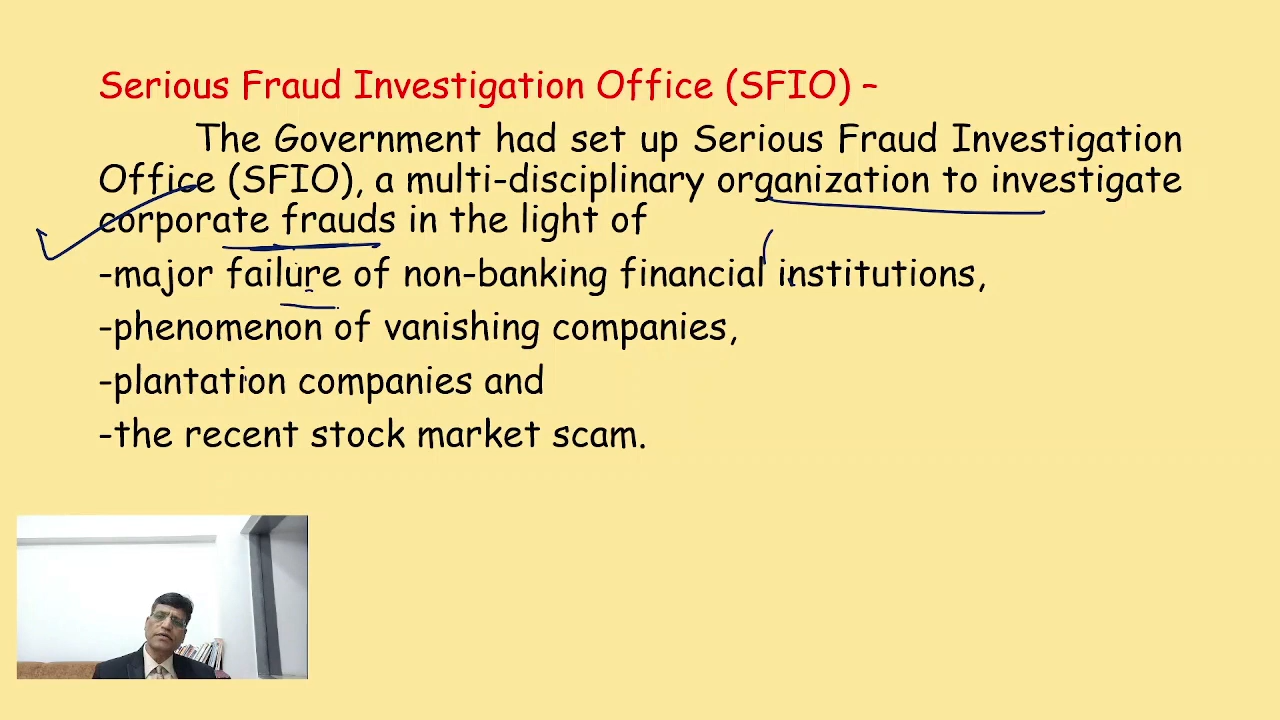 Serious Fraud Investigation Office (SFIO) –
The Government had set up Serious Fraud Investigation
Office (SFIO), a multi-disciplinary organization to investigate
corporate frauds in the light of
-major failure of non-banking financial institutions,
-phenomenon of vanishing companies,
-plantation companies and
-the recent stock market scam.